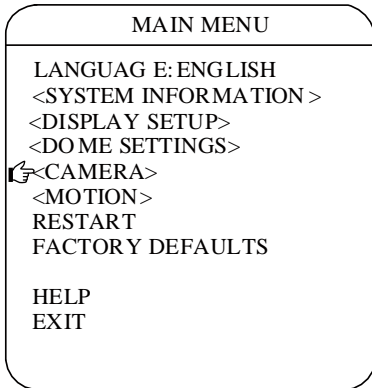 MAIN MENU
LANGUAG E: ENGLISH
<SYSTEM INFORMATION >
<DISPLAY SETUP>
<DO ME SETTINGS>
<CAMERA>
<MOTION>
RESTART
FACTORY DEFAULTS
HELP
EXIT